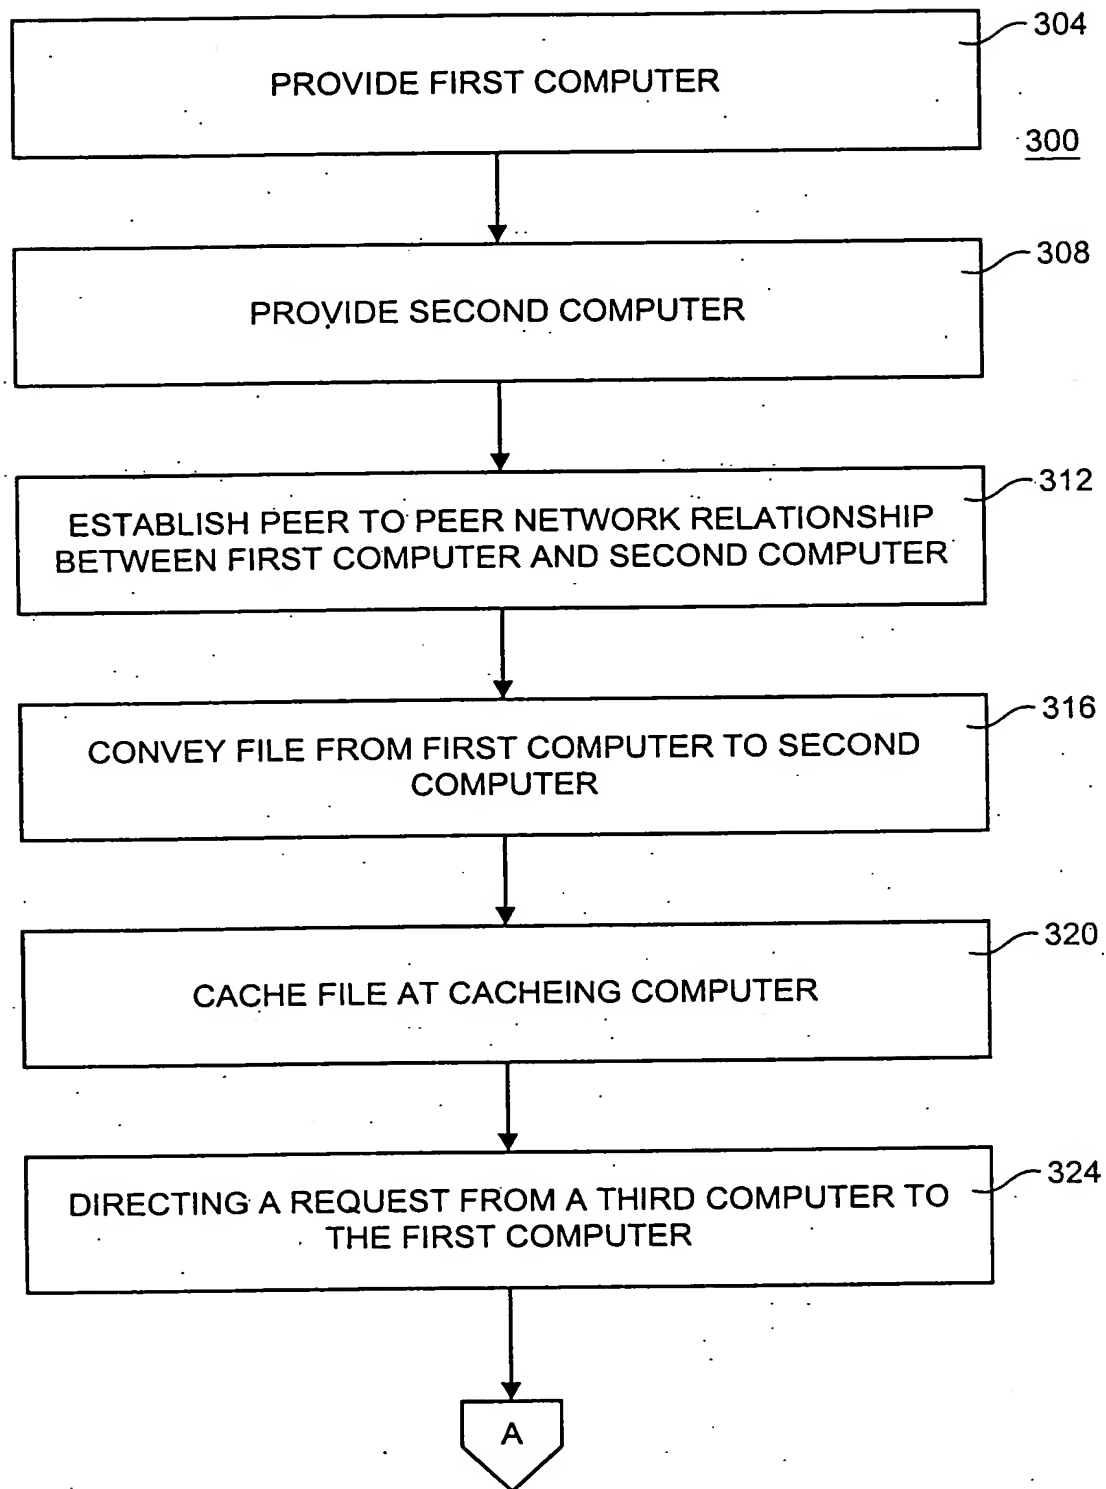 304
PROVIDE FIRST COMPUTER
300
308
PROVIDE SECOND COMPUTER
312
ESTABLISH PEER TO PEER NETWORK RELATIONSHIP
BETWEEN FIRST COMPUTER AND SECOND COMPUTER
316
CONVEY FILE FROM FIRST COMPUTER TO SECOND
COMPUTER
320
CACHE FILE AT CACHEING COMPUTER
324
DIRECTING A REQUEST FROM A THIRD COMPUTER TO
THE FIRST COMPUTER
A